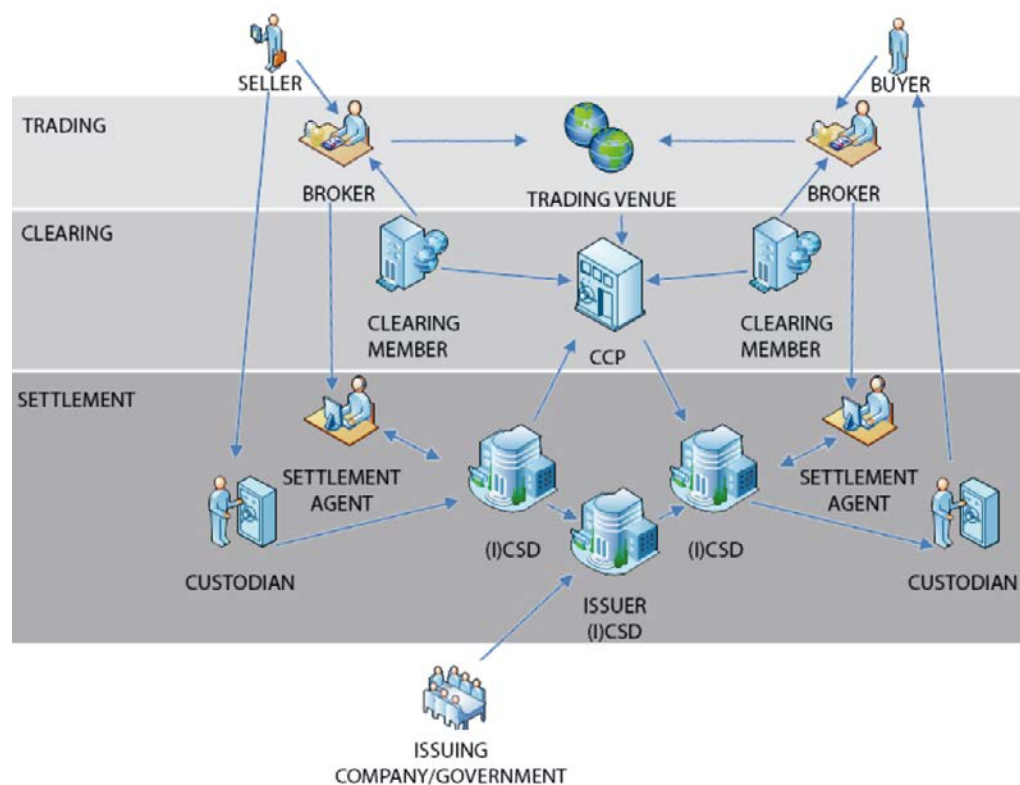 SELLER
BUYER
TRADING
BROKER
TRADING VENUE
BROKER
CLEARING
CLEARING
MEMBER
CCP
CLEARING
MEMBER
SETTLEMENT
SETTLEMENT
AGENT
SETTLEMENT
AGENT
CUSTODIAN
(I)CSD
(I)CSD
CUSTODIAN
ISSUER
(I)CSD
ISSUING
COMPANY/GOVERNMENT